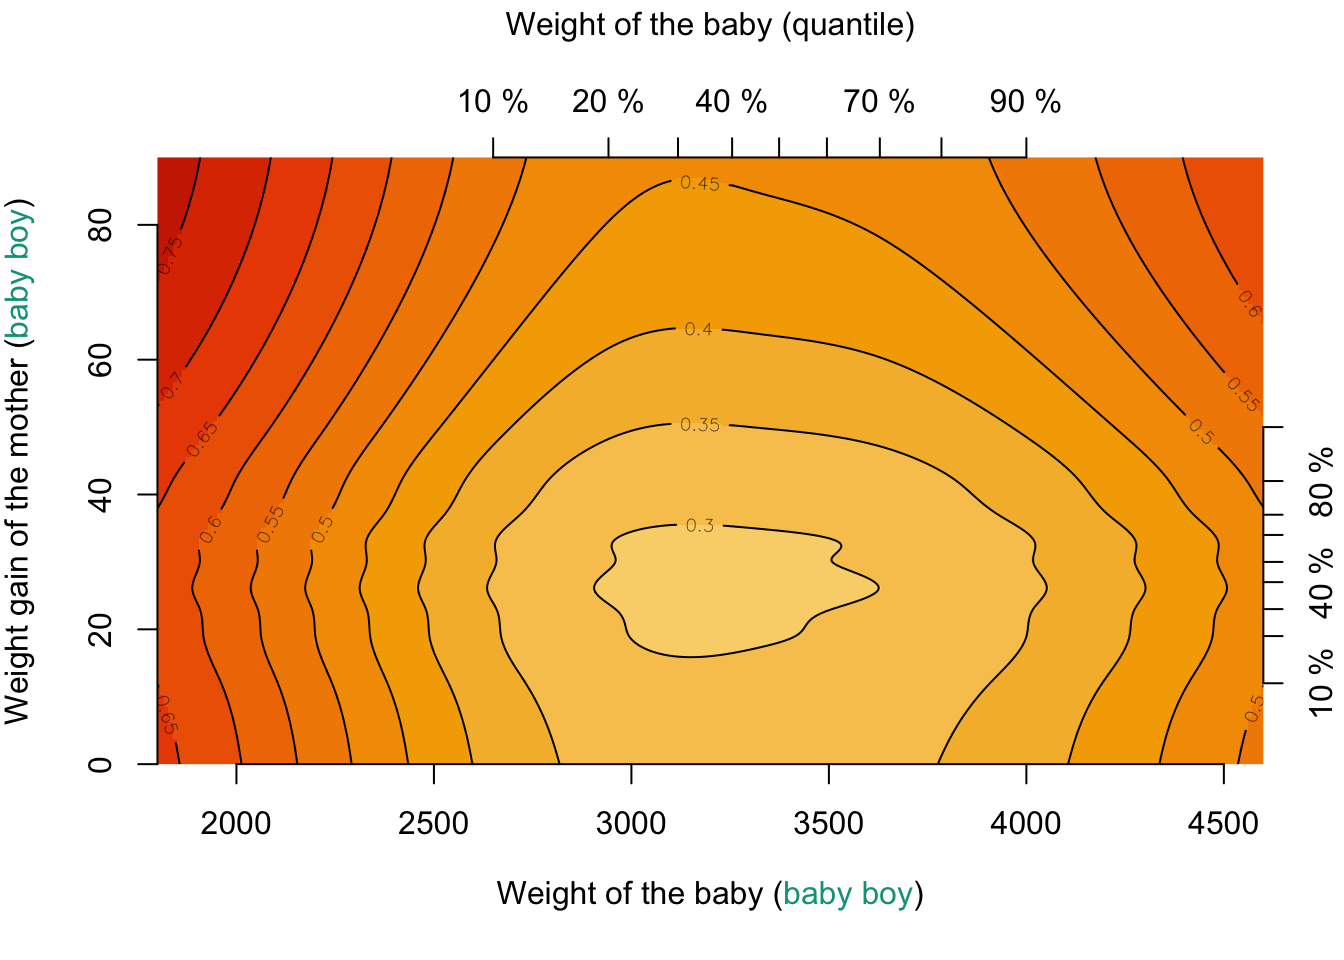 Weight of the baby (quantile)
10 % 20 % 40 % 70 % 90 %
Weight gain of the mother (baby boy)
0 20 40 60 80
0.75
0.7
0.65
0.6
0.55
0.5
0.65
0.45
0.4
0.35
0.3
0.6
0.55
0.5
0.5
10 % 40 % 80 %
2000 2500 3000 3500 4000 4500
Weight of the baby (baby boy)